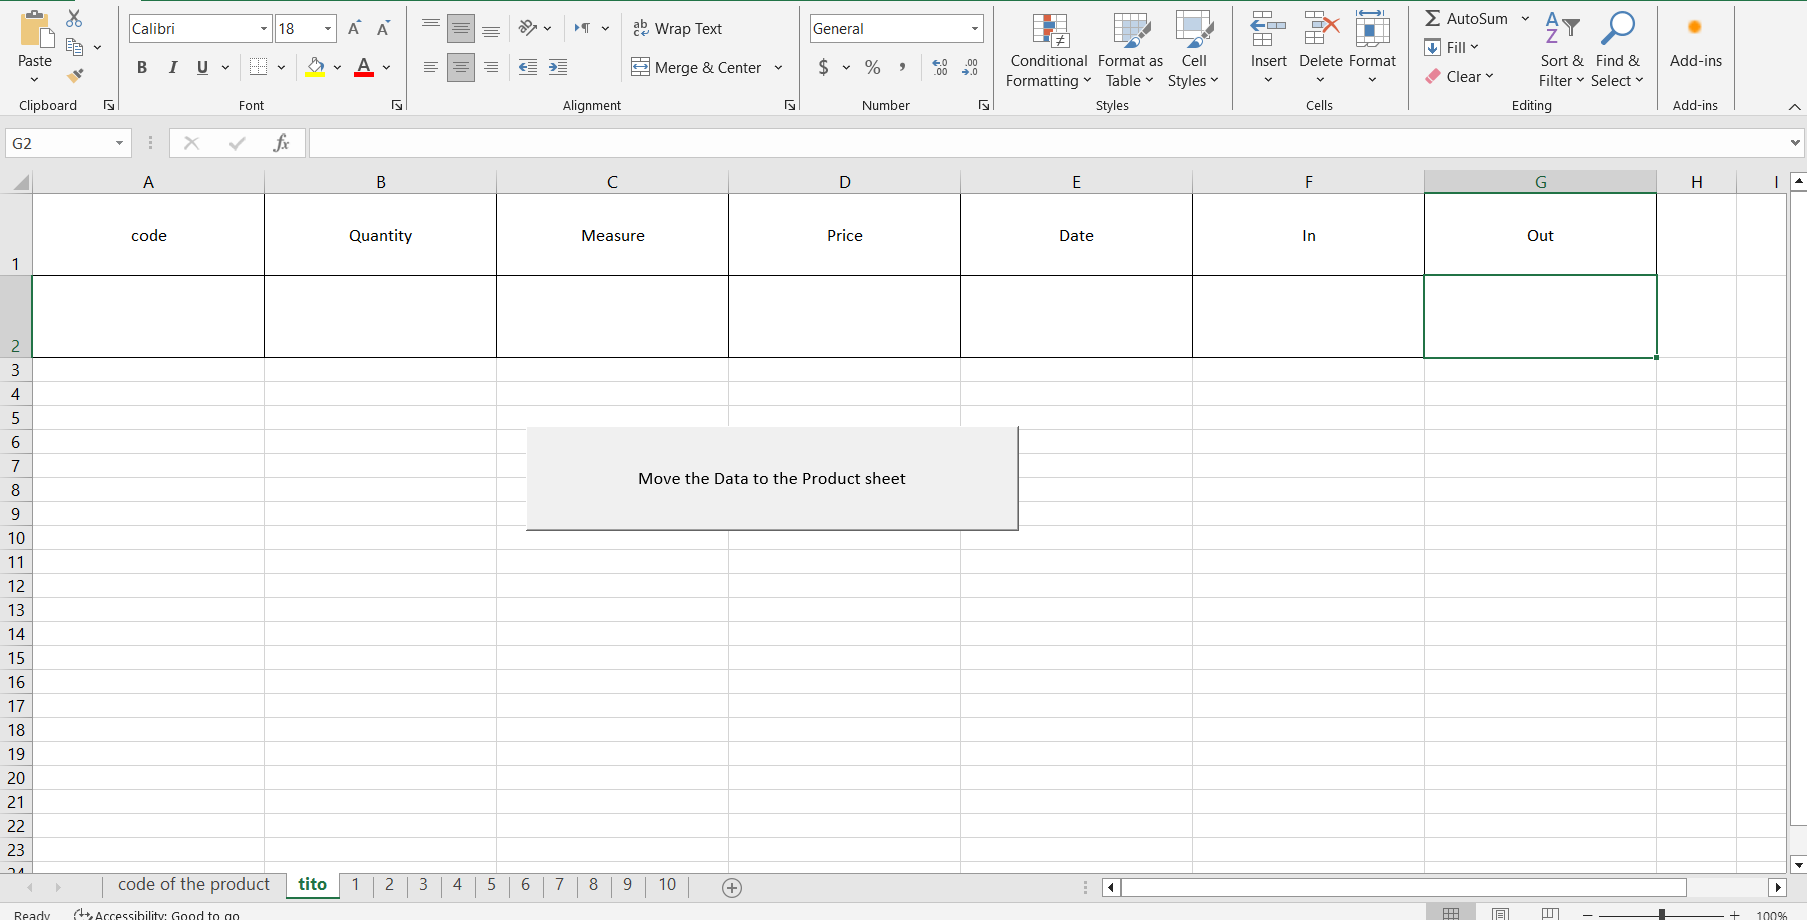 Calibri 18 Wrap Text General AutoSum
Paste B I U A Merge & Center $ % , Conditional Formatting Format as Table Cell Styles Insert Delete Format Fill Sort & Filter Find & Select Add-ins
Clear
Clipboard Font Alignment Number Styles Cells Editing Add-ins
G2 fx
A B C D E F G H I
1 code Quantity Measure Price Date In Out
2
3
4
5
6
7
Move the Data to the Product sheet
8
9
10
11
12
13
14
15
16
17
18
19
20
21
22
23
24
code of the product tito 1 2 3 4 5 6 7 8 9 10
Ready Accessibility: Good to go 100%